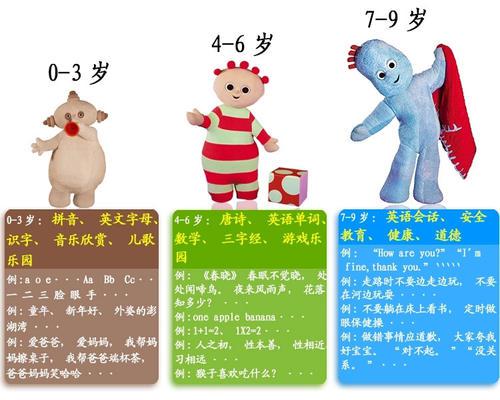 0-3 岁
4-6 岁
7-9 岁
0-3 岁: 拼音、 英文字母、
识字、 音乐欣赏、 儿歌
乐园
例: a o e···Aa Bb Cc··
一 二 三 脸 眼 手···
例: 童年、 新年好、 外婆的澎
湖湾···
例: 爱爸爸， 爱妈妈， 我帮妈
妈擦桌子， 我帮爸爸端杯茶，
爸爸妈妈笑哈哈···
4-6 岁: 唐诗、 英语单词、
数学、 三字经、 游戏乐
园
例: 《春晓》 春眠不觉晓， 处
处闻啼鸟。 夜来风雨声， 花落
知多少？····
例: one apple banana····
例: 1+1=2、 1X2=2····
例: 人之初， 性本善， 性相近
习相远····
例: 猴子喜欢吃什么？ ···
7-9 岁: 英语会话、 安全
教育、 健康、 道德
例: “How are you?” “I'm
fine,thank you.”`````
例: 走路时不要边走边玩， 不要
在河边玩耍····
例: 不要躺在床上看书， 定时做
眼保健操····
例: 做错事情应道歉， 大家夸我
好宝宝。 “对不起。 ” “没关
系。 ”····